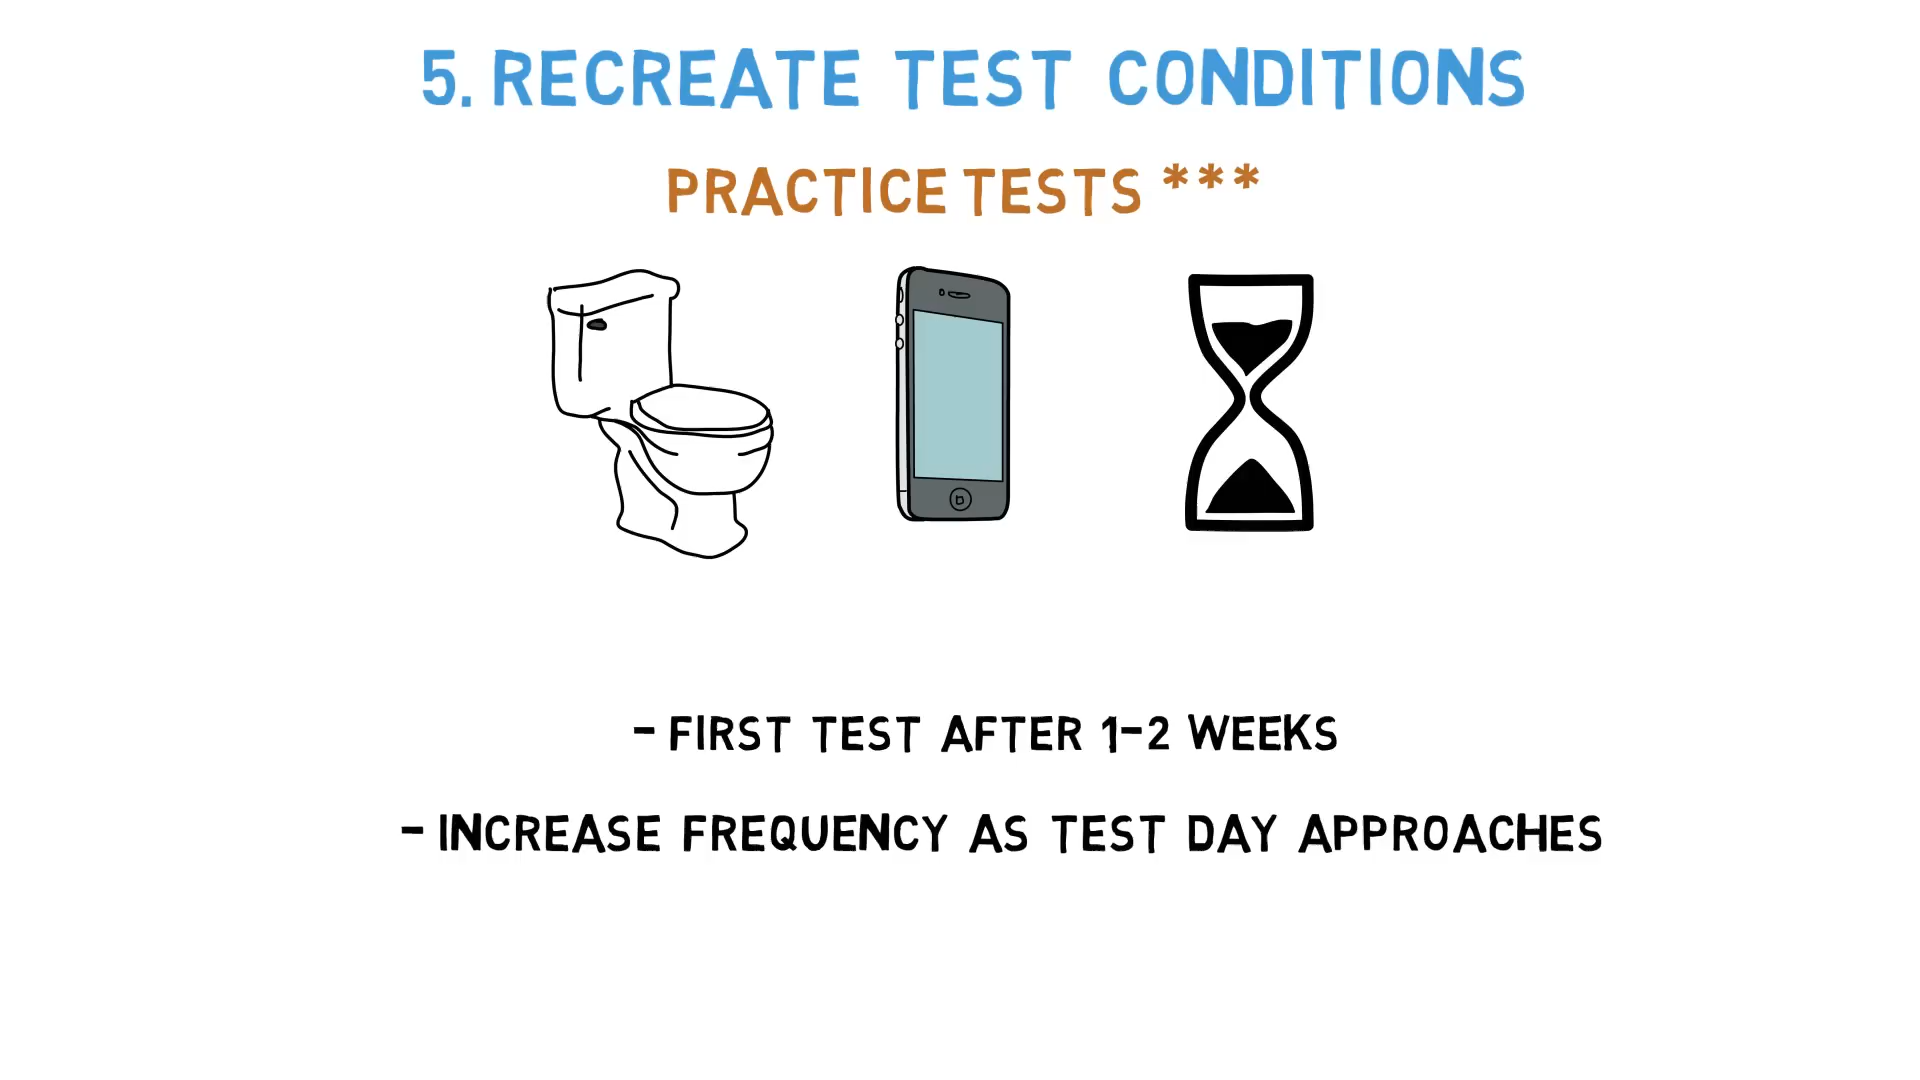 5. RECREATE TEST CONDITIONS
PRACTICE TESTS ***
- FIRST TEST AFTER 1-2 WEEKS
- INCREASE FREQUENCY AS TEST DAY APPROACHES